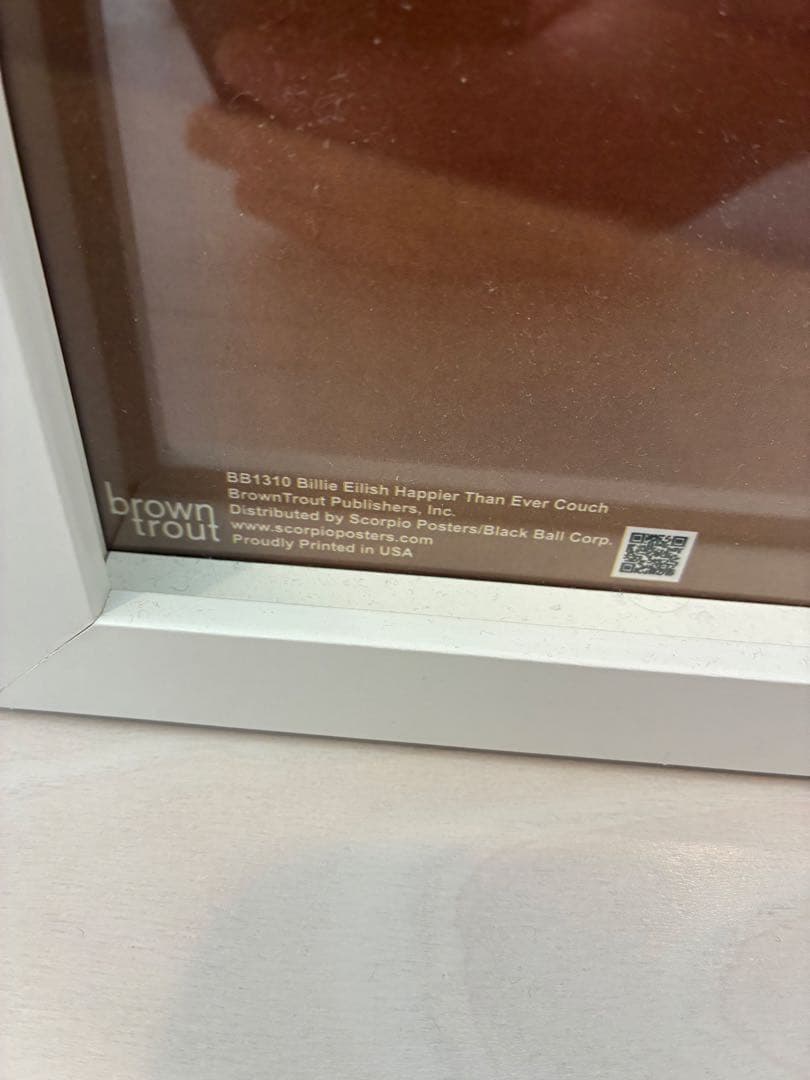 brown
trout
BB1310 Billie Eilish Happier Than Ever Couch
BrownTrout Publishers, Inc.
Distributed by Scorpio Posters/Black Ball Corp.
www.scorpioposters.com
Proudly Printed in USA